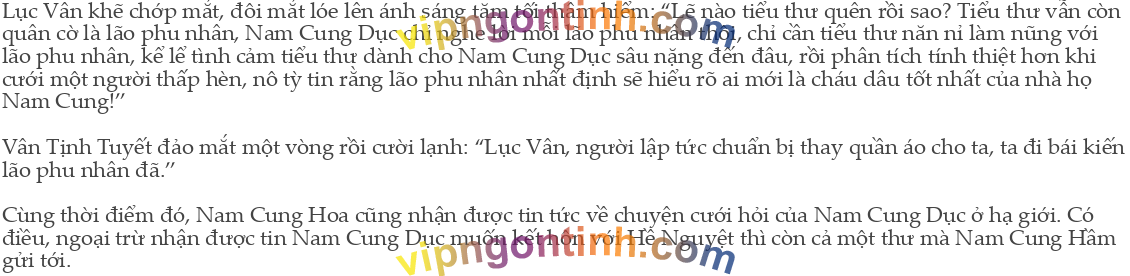 Lục Vân khẽ chớp mắt, đôi mắt lóe lên ánh sáng tăm tối thâm hiểm: “Lẽ nào tiểu thư quên rồi sao? Tiểu thư vẫn còn
quân cờ là lão phu nhân, Nam Cung Dục chỉ nghe lời mỗi lão phu nhân thôi, chỉ cần tiểu thư năn nỉ làm nũng với
lão phu nhân, kể lể tình cảm tiểu thư dành cho Nam Cung Dục sâu nặng đến đâu, rồi phân tích tính thiệt hơn khi
cưới một người thấp hèn, nô tỳ tin rằng lão phu nhân nhất định sẽ hiểu rõ ai mới là cháu dâu tốt nhất của nhà họ
Nam Cung!”
Vân Tịnh Tuyết đảo mắt một vòng rồi cười lạnh: “Lục Vân, ngươi lập tức chuẩn bị thay quần áo cho ta, ta đi bái kiến
lão phu nhân đã.”
Cùng thời điểm đó, Nam Cung Hoa cũng nhận được tin tức về chuyện cưới hỏi của Nam Cung Dục ở hạ giới. Có
điều, ngoại trừ nhận được tin Nam Cung Dục muốn kết hôn với Hề Nguyệt thì còn cả một thư mà Nam Cung Hầm
gửi tới.
vipngontinh.com
vipngontinh.com